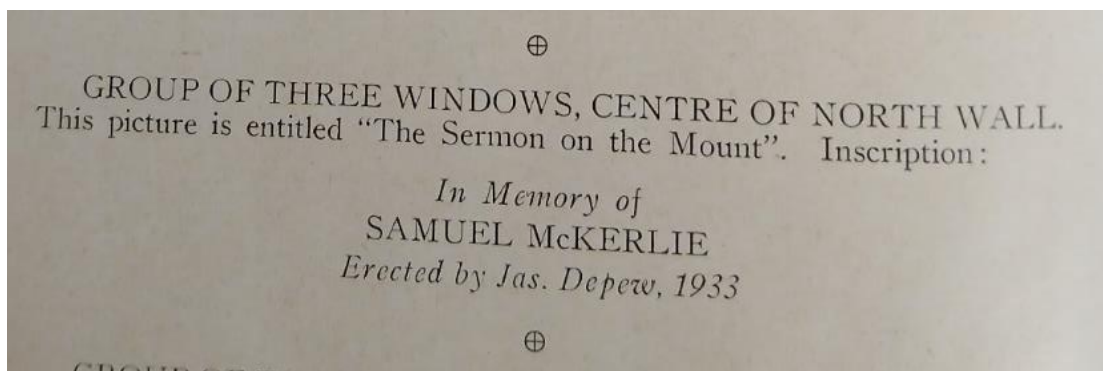 ⊕
GROUP OF THREE WINDOWS, CENTRE OF NORTH WALL.
This picture is entitled “The Sermon on the Mount”. Inscription:
In Memory of
SAMUEL McKERLIE
Erected by Jas. Depew, 1933
⊕